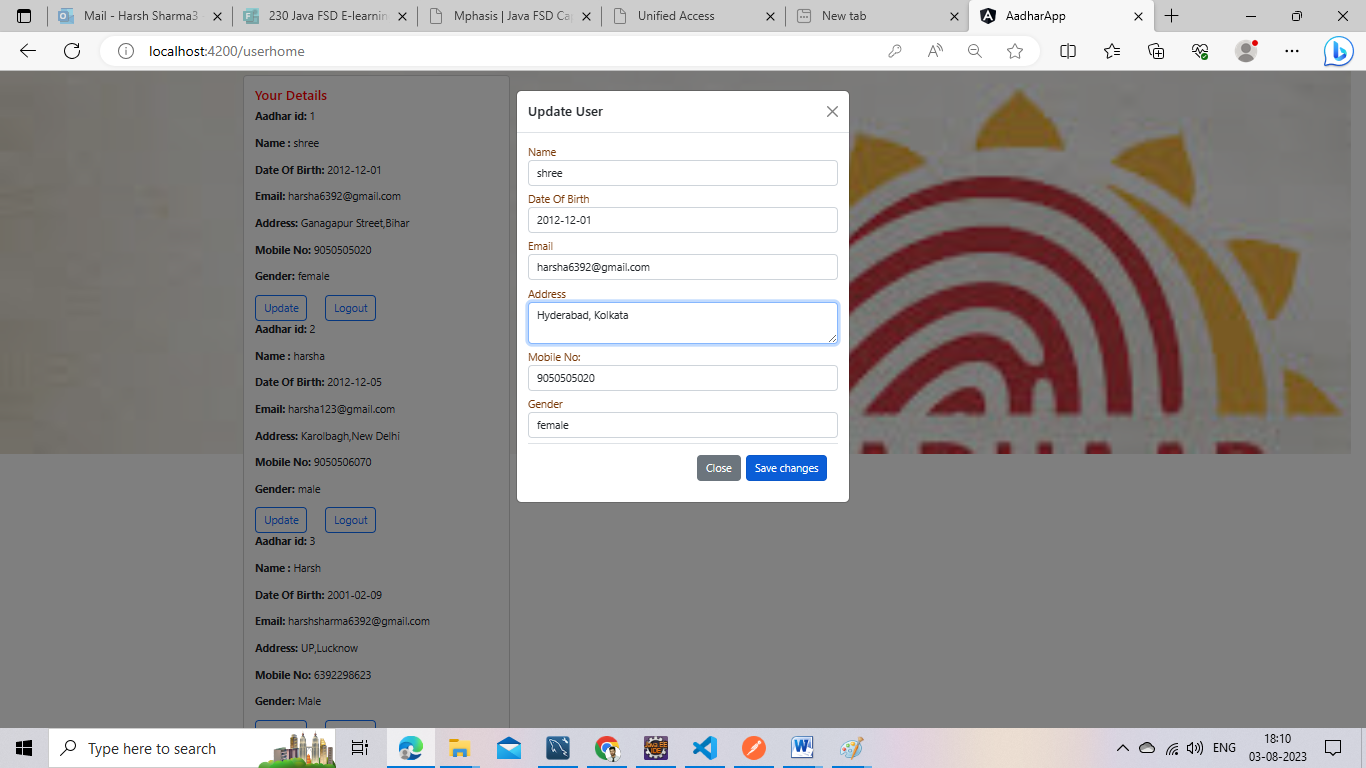 Mail - Harsh Sharma3
230 Java FSD E-learnin
Mphasis | Java FSD Ca
Unified Access
New tab
AadharApp
localhost:4200/userhome
Your Details
Aadhar id: 1
Name : shree
Date Of Birth: 2012-12-01
Email: harsha6392@gmail.com
Address: Ganagapur Street,Bihar
Mobile No: 9050505020
Gender: female
Update Logout
Aadhar id: 2
Name : harsha
Date Of Birth: 2012-12-05
Email: harsha123@gmail.com
Address: Karolbagh,New Delhi
Mobile No: 9050506070
Gender: male
Update Logout
Aadhar id: 3
Name : Harsh
Date Of Birth: 2001-02-09
Email: harshsharma6392@gmail.com
Address: UP,Lucknow
Mobile No: 6392298623
Gender: Male
Update User
Name
shree
Date Of Birth
2012-12-01
Email
harsha6392@gmail.com
Address
Hyderabad, Kolkata
Mobile No:
9050505020
Gender
female
Close Save changes
Type here to search
ENG
18:10
03-08-2023